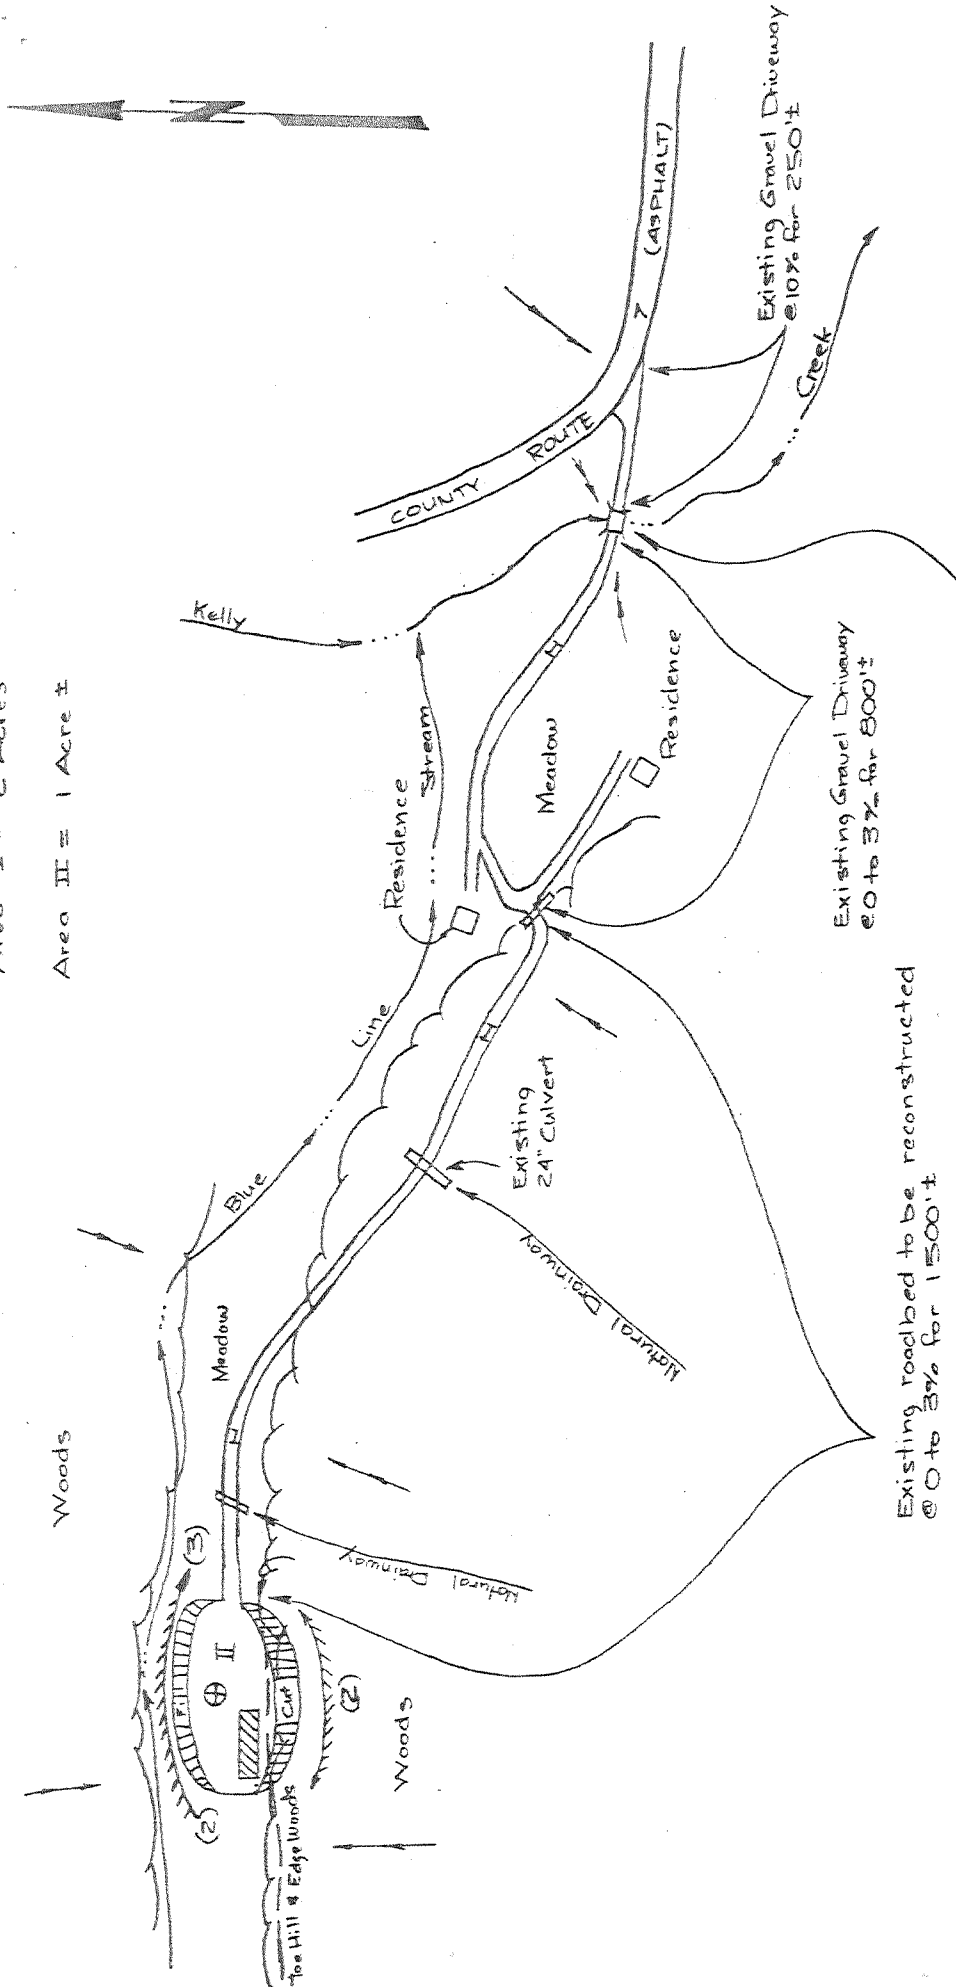 Area II = 1 Acre ±
Woods
Kelly
COUNTY ROUTE 7 (ASPHALT)
Existing Gravel Driveway
@10% for 250'±
Creek
Residence
Stream
Line
Blue
Meadow
Meadow
Residence
Existing Gravel Driveway
@0 to 3% for 800'±
Existing
24" Culvert
Natural Drainway
Natural Drainway
Existing roadbed to be reconstructed
@ 0 to 3% for 1500'±
(3)
Fill
II
Cut
(2)
(2)
Woods
Toe Hill & Edge Woods
H
H
H
N